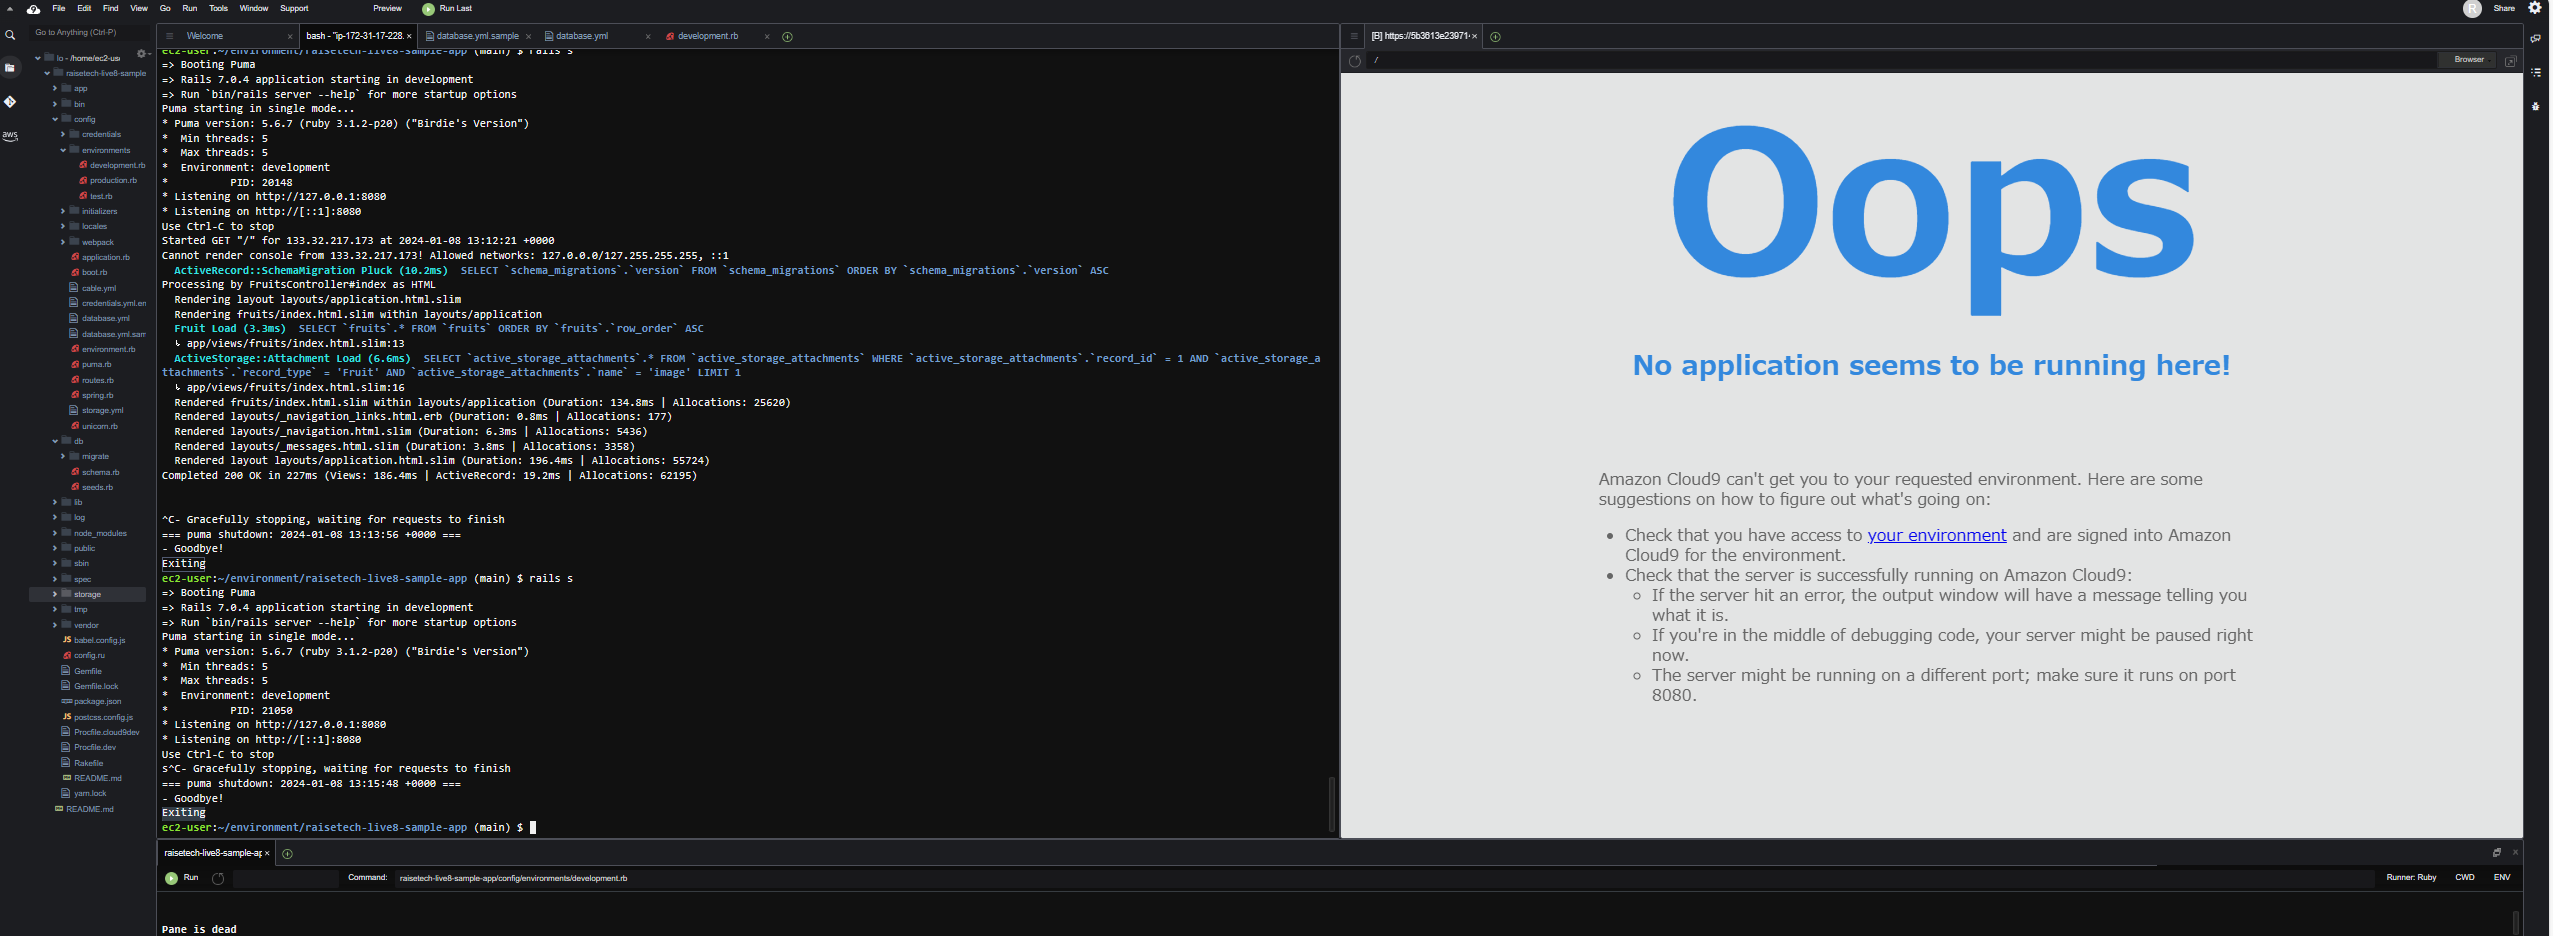 File Edit Find View Go Run Tools Window Support Preview Run Last R Share
Go to Anything (Ctrl-P)
lo - /home/ec2-us
raisetech-live8-sample
app
bin
config
credentials
environments
development.rb
production.rb
test.rb
initializers
locales
webpack
application.rb
boot.rb
cable.yml
credentials.yml.en
database.yml
database.yml.sam
environment.rb
puma.rb
routes.rb
spring.rb
storage.yml
unicorn.rb
db
migrate
schema.rb
seeds.rb
lib
log
node_modules
public
sbin
spec
storage
tmp
vendor
babel.config.js
config.ru
Gemfile
Gemfile.lock
package.json
postcss.config.js
Procfile.cloud9dev
Procfile.dev
Rakefile
README.md
yarn.lock
README.md
aws
Welcome bash - "ip-172-31-17-228. database.yml.sample database.yml development.rb
ec2-user:~/environment/raisetech-live8-sample-app (main) $ rails s
=> Booting Puma
=> Rails 7.0.4 application starting in development
=> Run `bin/rails server --help` for more startup options
Puma starting in single mode...
* Puma version: 5.6.7 (ruby 3.1.2-p20) ("Birdie's Version")
*  Min threads: 5
*  Max threads: 5
*  Environment: development
*          PID: 20148
* Listening on http://127.0.0.1:8080
* Listening on http://[::1]:8080
Use Ctrl-C to stop
Started GET "/" for 133.32.217.173 at 2024-01-08 13:12:21 +0000
Cannot render console from 133.32.217.173! Allowed networks: 127.0.0.0/127.255.255.255, ::1
ActiveRecord::SchemaMigration Pluck (10.2ms)  SELECT `schema_migrations`.`version` FROM `schema_migrations` ORDER BY `schema_migrations`.`version` ASC
Processing by FruitsController#index as HTML
Rendering layout layouts/application.html.slim
Rendering fruits/index.html.slim within layouts/application
Fruit Load (3.3ms)  SELECT `fruits`.* FROM `fruits` ORDER BY `fruits`.`row_order` ASC
↳ app/views/fruits/index.html.slim:13
ActiveStorage::Attachment Load (6.6ms)  SELECT `active_storage_attachments`.* FROM `active_storage_attachments` WHERE `active_storage_attachments`.`record_id` = 1 AND `active_storage_a
ttachments`.`record_type` = 'Fruit' AND `active_storage_attachments`.`name` = 'image' LIMIT 1
↳ app/views/fruits/index.html.slim:16
Rendered fruits/index.html.slim within layouts/application (Duration: 134.8ms | Allocations: 25620)
Rendered layouts/_navigation_links.html.erb (Duration: 0.8ms | Allocations: 177)
Rendered layouts/_navigation.html.slim (Duration: 6.3ms | Allocations: 5436)
Rendered layouts/_messages.html.slim (Duration: 3.8ms | Allocations: 3358)
Rendered layout layouts/application.html.slim (Duration: 196.4ms | Allocations: 55724)
Completed 200 OK in 227ms (Views: 186.4ms | ActiveRecord: 19.2ms | Allocations: 62195)
^C- Gracefully stopping, waiting for requests to finish
=== puma shutdown: 2024-01-08 13:13:56 +0000 ===
- Goodbye!
Exiting
ec2-user:~/environment/raisetech-live8-sample-app (main) $ rails s
=> Booting Puma
=> Rails 7.0.4 application starting in development
=> Run `bin/rails server --help` for more startup options
Puma starting in single mode...
* Puma version: 5.6.7 (ruby 3.1.2-p20) ("Birdie's Version")
*  Min threads: 5
*  Max threads: 5
*  Environment: development
*          PID: 21050
* Listening on http://127.0.0.1:8080
* Listening on http://[::1]:8080
Use Ctrl-C to stop
s^C- Gracefully stopping, waiting for requests to finish
=== puma shutdown: 2024-01-08 13:15:48 +0000 ===
- Goodbye!
Exiting
ec2-user:~/environment/raisetech-live8-sample-app (main) $
[B] https://5b3613e23971
/ Browser
Oops
No application seems to be running here!
Amazon Cloud9 can't get you to your requested environment. Here are some
suggestions on how to figure out what's going on:
• Check that you have access to your environment and are signed into Amazon
Cloud9 for the environment.
• Check that the server is successfully running on Amazon Cloud9:
◦ If the server hit an error, the output window will have a message telling you
what it is.
◦ If you're in the middle of debugging code, your server might be paused right
now.
◦ The server might be running on a different port; make sure it runs on port
8080.
raisetech-live8-sample-ap
Run Command: raisetech-live8-sample-app/config/environments/development.rb Runner: Ruby CWD ENV
Pane is dead